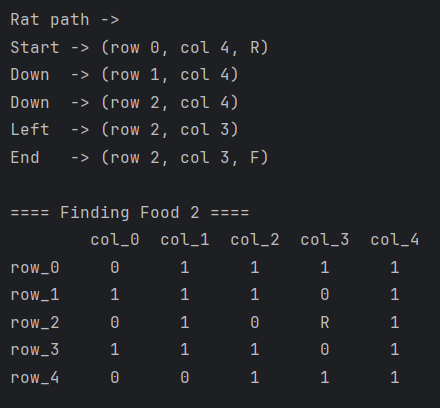 Rat path ->
Start -> (row 0, col 4, R)
Down  -> (row 1, col 4)
Down  -> (row 2, col 4)
Left  -> (row 2, col 3)
End   -> (row 2, col 3, F)

==== Finding Food 2 ====
        col_0  col_1  col_2  col_3  col_4
row_0     0      1      1      1      1
row_1     1      1      1      0      1
row_2     0      1      0      R      1
row_3     1      1      1      0      1
row_4     0      0      1      1      1